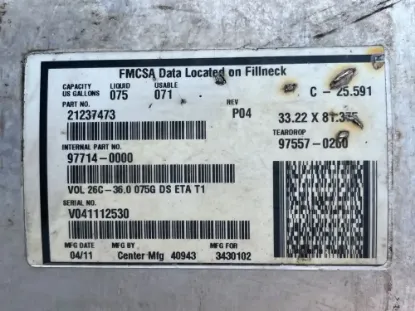 FMCSA Data Located on Fillneck
CAPACITY US GALLONS LIQUID 075 USABLE 071 C - 25.591
PART NO. 21237473 REV P04 33.22 X 81.375
TEARDROP
INTERNAL PART NO. 97557-0260
97714-0000
VOL 26C-36.0 075G DS ETA T1
SERIAL NO.
V041112530
MFG DATE MFG BY MFG FOR
04/11 Center Mfg 40943 3430102